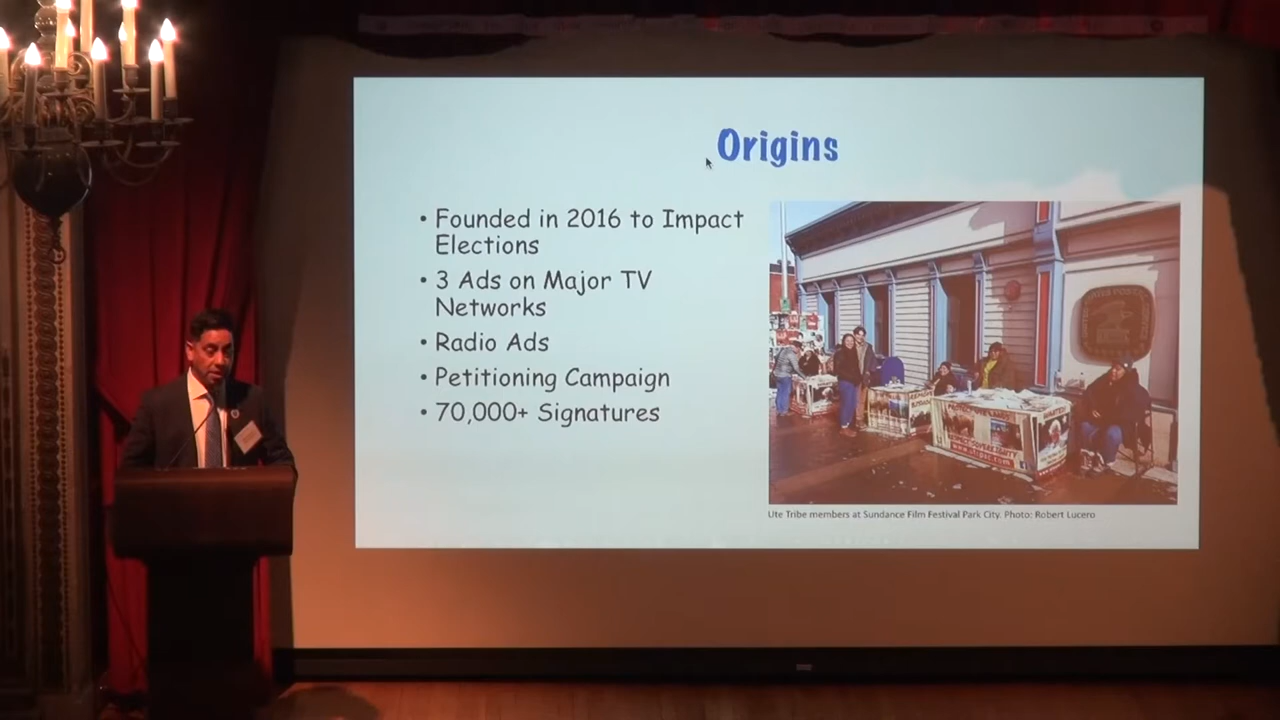 Origins
• Founded in 2016 to Impact
Elections
• 3 Ads on Major TV
Networks
• Radio Ads
• Petitioning Campaign
• 70,000+ Signatures
Ute Tribe members at Sundance Film Festival Park City. Photo: Robert Lucero